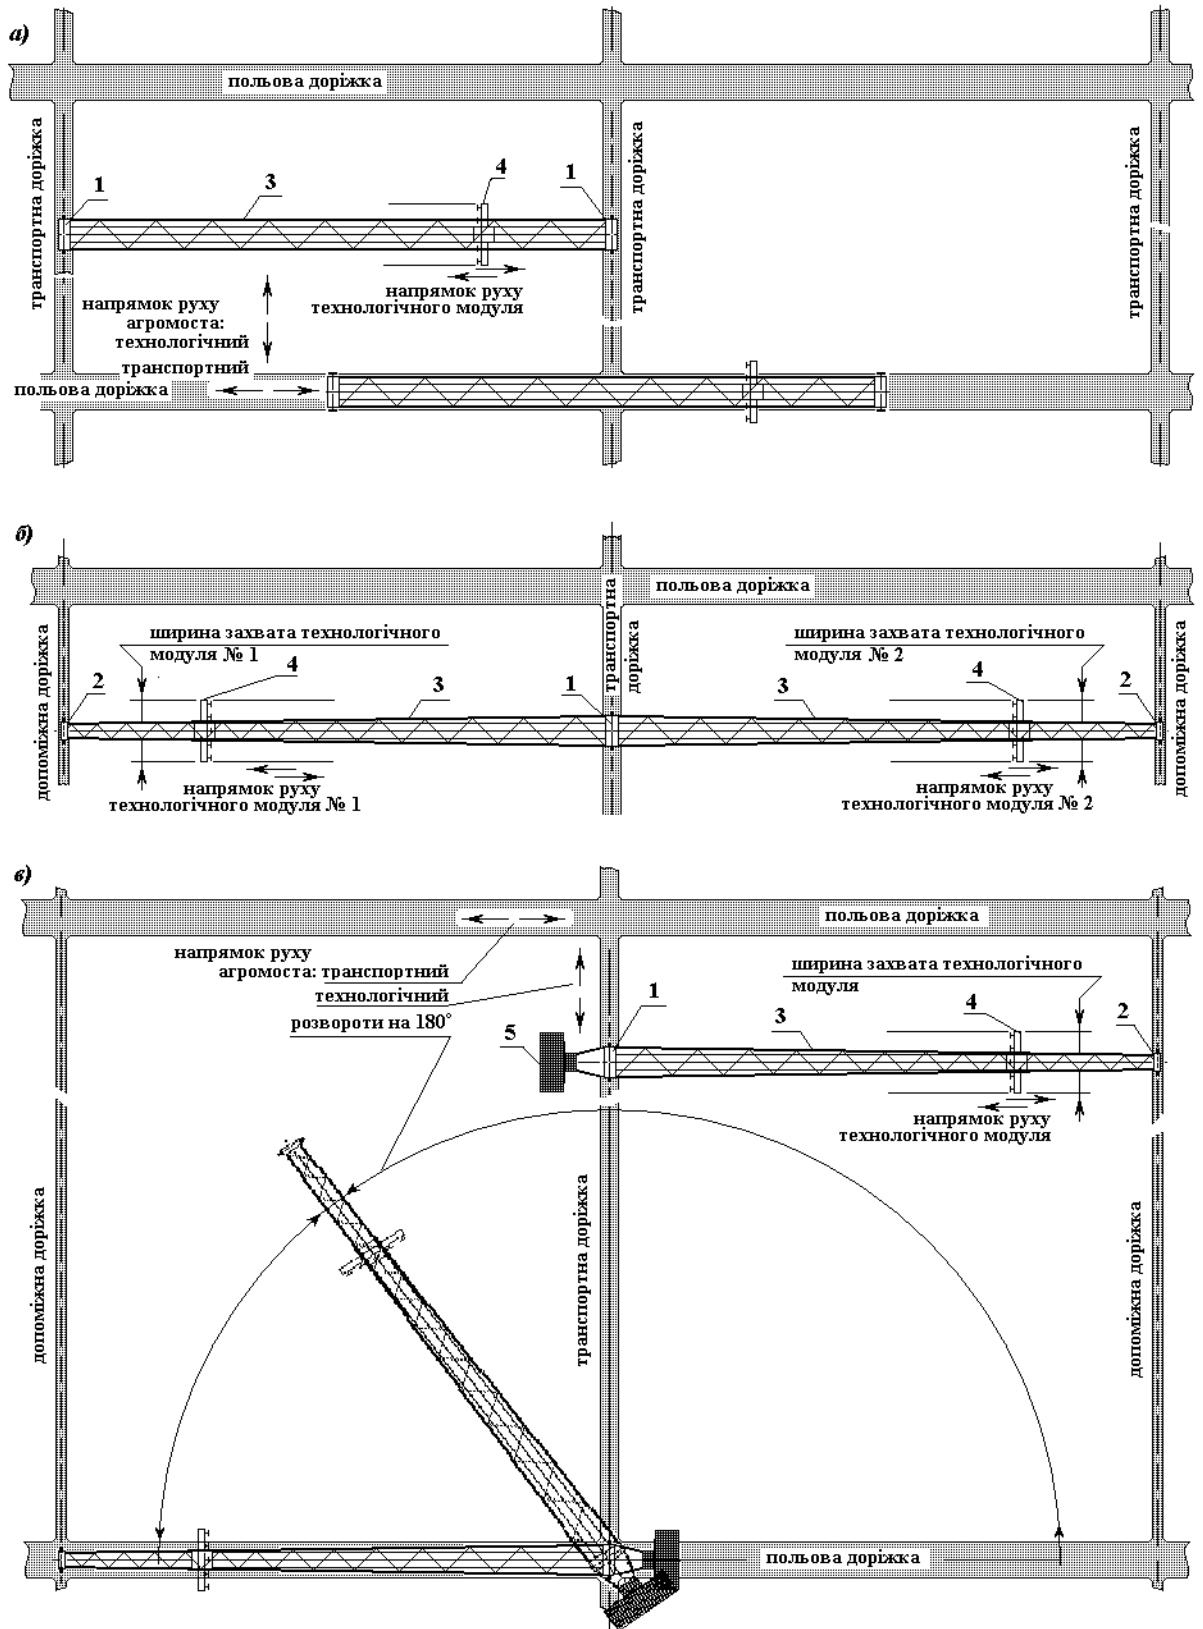 а)
польова доріжка
транспортна доріжка
транспортна доріжка
транспортна доріжка
1
3
4
1
напрямок руху
технологічного модуля
напрямок руху
агромоста:
технологічний
транспортний
польова доріжка
б)
польова доріжка
транспортна
доріжка
допоміжна доріжка
допоміжна доріжка
ширина захвата технологічного
модуля № 1
ширина захвата технологічного
модуля № 2
2
4
3
1
3
4
2
напрямок руху
технологічного модуля № 1
напрямок руху
технологічного модуля № 2
в)
польова доріжка
напрямок руху
агромоста: транспортний
технологічний
розвороти на 180°
ширина захвата технологічного
модуля
5
1
3
4
2
напрямок руху
технологічного модуля
допоміжна доріжка
транспортна доріжка
допоміжна доріжка
польова доріжка